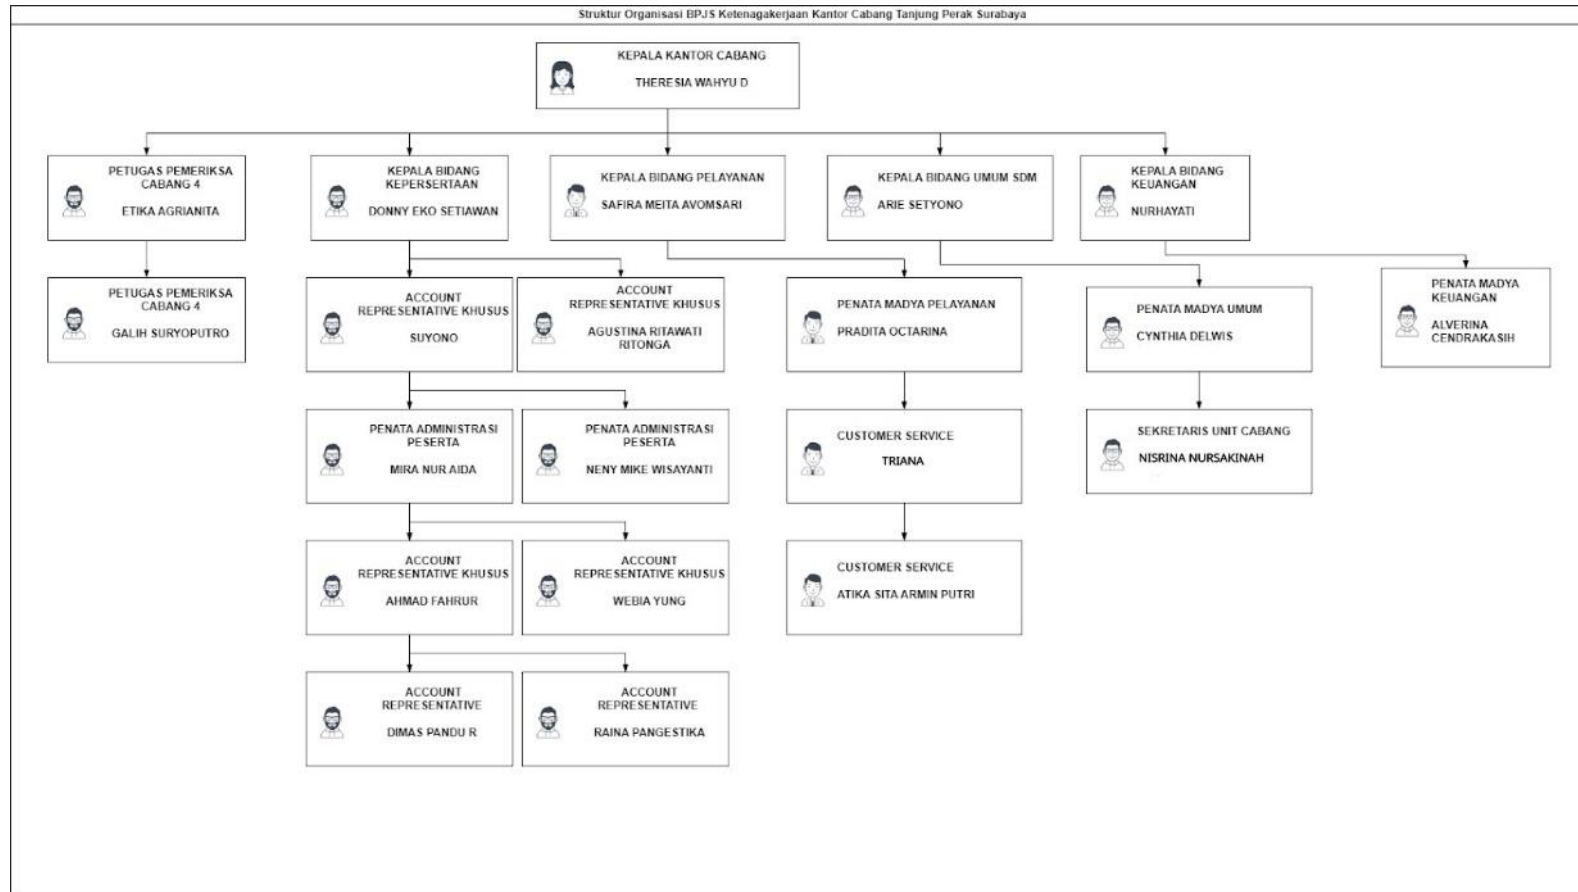 Struktur Organisasi BPJS Ketenagakerjaan Kantor Cabang Tanjung Perak Surabaya
KEPALA KANTOR CABANG
THERESIA WAHYU D
PETUGAS PEMERIKSA
CABANG 4
ETIKA AGRIANITA
KEPALA BIDANG
KEPERSERTAAN
DONNY EKO SETIAWAN
KEPALA BIDANG PELAYANAN
SAFIRA MEITA AVOMSARI
KEPALA BIDANG UMUM SDM
ARIE SETYONO
KEPALA BIDANG
KEUANGAN
NURHAYATI
PETUGAS PEMERIKSA
CABANG 4
GALIH SURYOPUTRO
ACCOUNT
REPRESENTATIVE KHUSUS
SUYONO
ACCOUNT
REPRESENTATIVE KHUSUS
AGUSTINA RITAWATI
RITONGA
PENATA MADYA PELAYANAN
PRADITA OCTARINA
PENATA MADYA UMUM
CYNTHIA DELWIS
PENATA MADYA
KEUANGAN
ALVERINA
CENDRAKASIH
PENATA ADMINISTRASI
PESERTA
MIRA NUR AIDA
PENATA ADMINISTRASI
PESERTA
NENY MIKE WISAYANTI
CUSTOMER SERVICE
TRIANA
SEKRETARIS UNIT CABANG
NISRINA NURSAKINAH
ACCOUNT
REPRESENTATIVE KHUSUS
AHMAD FAHRUR
ACCOUNT
REPRESENTATIVE KHUSUS
WEBIA YUNG
CUSTOMER SERVICE
ATIKA SITA ARMIN PUTRI
ACCOUNT
REPRESENTATIVE
DIMAS PANDU R
ACCOUNT
REPRESENTATIVE
RAINA PANGESTIKA